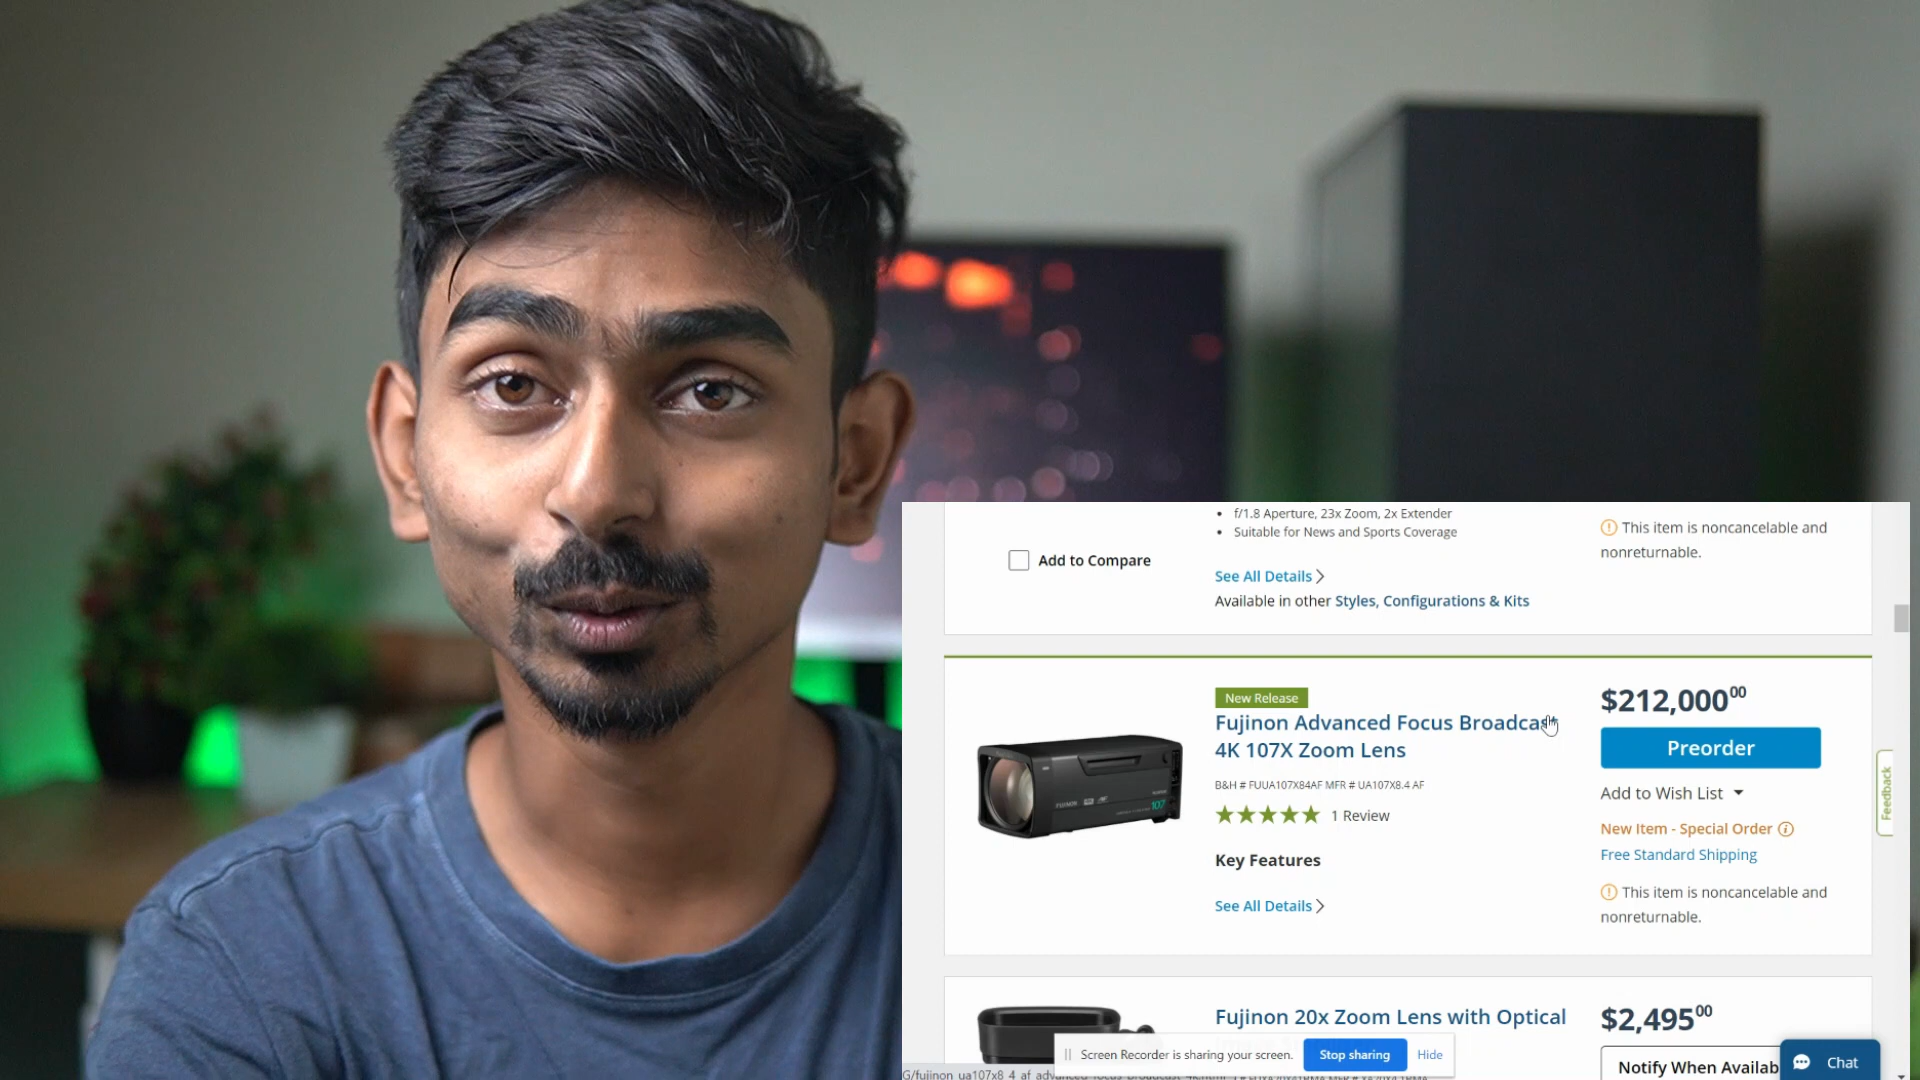 f/1.8 Aperture, 23x Zoom, 2x Extender
Suitable for News and Sports Coverage
This item is noncancelable and
nonreturnable.
Add to Compare
See All Details
Available in other Styles, Configurations & Kits
New Release
Fujinon Advanced Focus Broadcast
4K 107X Zoom Lens
B&H # FUUA107X84AF MFR # UA107X8.4 AF
1 Review
Key Features
See All Details
$212,000 00
Preorder
Add to Wish List
New Item - Special Order
Free Standard Shipping
This item is noncancelable and
nonreturnable.
FUJINON
107
Feedback
Fujinon 20x Zoom Lens with Optical
$2,495 00
Notify When Availab
Screen Recorder is sharing your screen.
Stop sharing
Hide
Chat